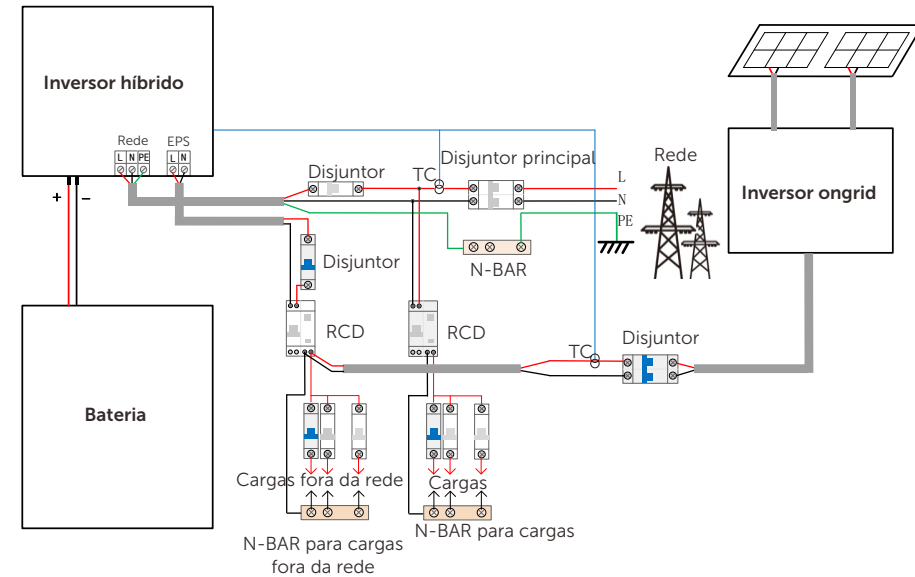 Inversor híbrido
Rede
EPS
L N PE
L N
+
–
Disjuntor
TC
Disjuntor principal
Rede
L
N
PE
Inversor ongrid
N-BAR
Disjuntor
RCD
RCD
TC
Disjuntor
Bateria
Cargas fora da rede
Cargas
N-BAR para cargas
fora da rede
N-BAR para cargas